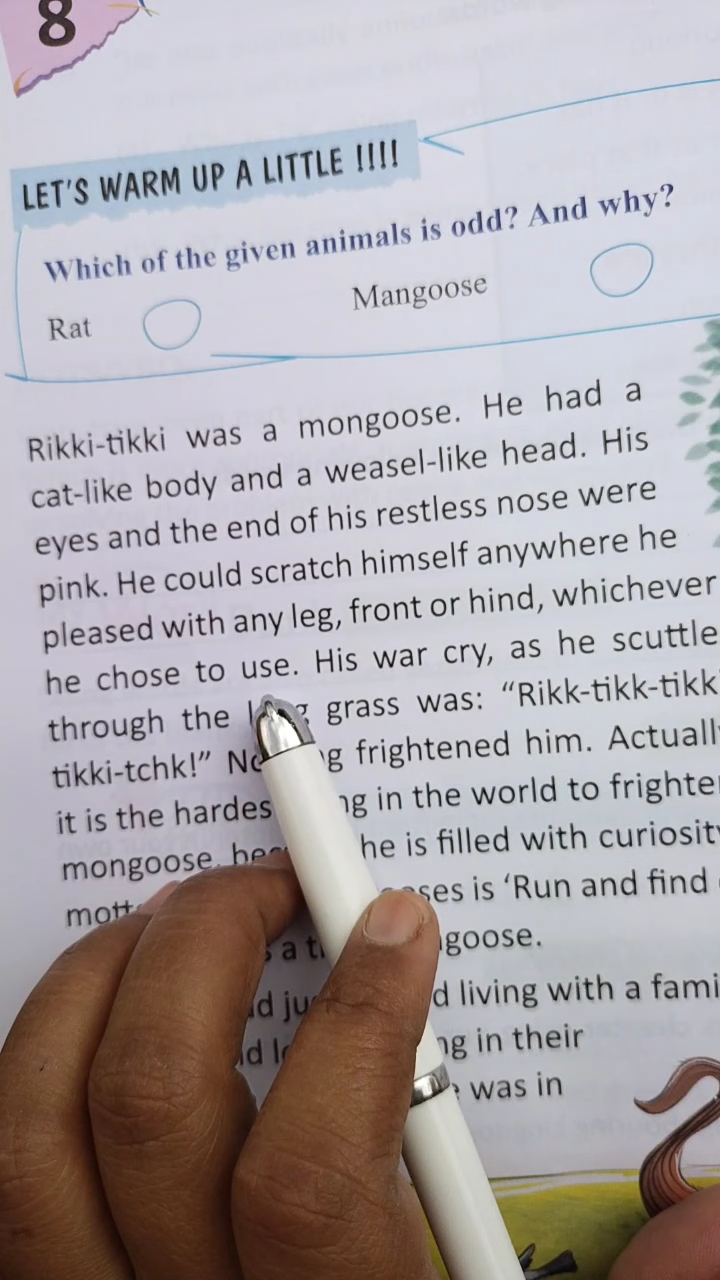 8
LET'S WARM UP A LITTLE !!!!
Which of the given animals is odd? And why?
Rat Mangoose
Rikki-tikki was a mongoose. He had a
cat-like body and a weasel-like head. His
eyes and the end of his restless nose were
pink. He could scratch himself anywhere he
pleased with any leg, front or hind, whichever
he chose to use. His war cry, as he scuttle
through the grass was: "Rikk-tikk-tikk
tikki-tchk!" frightened him. Actuall
it is the in the world to frighte
mongoose, he is filled with curiosity
is 'Run and find
a
living with a
in their
was in